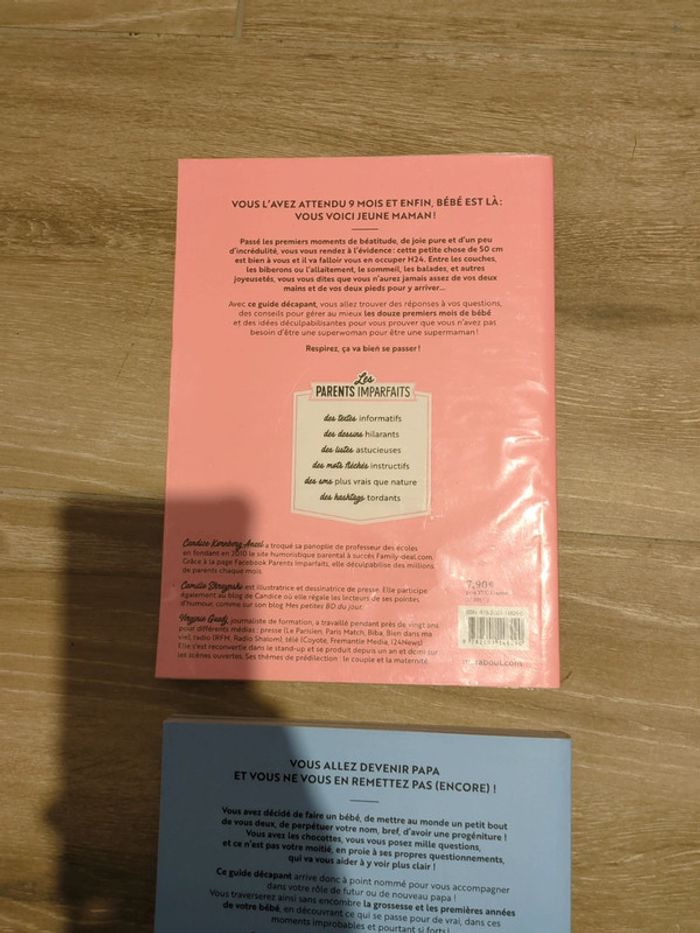 VOUS L'AVEZ ATTENDU 9 MOIS ET ENFIN, BÉBÉ EST LÀ :
VOUS VOICI JEUNE MAMAN !
Passé les premiers moments de béatitude, de joie pure et d'un peu
d'incrédulité, vous vous rendez à l'évidence : cette petite chose de 50 cm
est bien à vous et il va falloir vous en occuper H24. Entre les couches,
les biberons ou l'allaitement, le sommeil, les balades, et autres
joyeusetés, vous vous dites que vous n'aurez jamais assez de vos deux
mains et de vos deux pieds pour y arriver...
Avec ce guide décapant, vous allez trouver des réponses à vos questions,
des conseils pour gérer au mieux les douze premiers mois de bébé
et des idées déculpabilisantes pour vous prouver que vous n'avez pas
besoin d'être une superwoman pour être une supermaman !
Respirez, ça va bien se passer !
Les
PARENTS IMPARFAITS
des textes informatifs
des dessins hilarants
des listes astucieuses
des mots fléchés instructifs
des sms plus vrais que nature
des hashtags tordants
Candice Kornberg Anzel a troqué sa panoplie de professeur des écoles
en fondant en 2010 le site humoristique parental à succès Family-deal.com.
Grâce à la page Facebook Parents Imparfaits, elle déculpabilise des millions
de parents chaque mois.
Camille Skrzynski est illustratrice et dessinatrice de presse. Elle participe
également au blog de Candice où elle régale les lecteurs de ses pointes
d'humour, comme sur son blog Mes petites BD du jour.
Virginie Guedj, journaliste de formation, a travaillé pendant près de vingt ans
pour différents médias : presse (Le Parisien, Paris Match, Biba, Bien dans ma
vie), radio (RFM, Radio Shalom), télé (Coyote, Fremantle Media, I24News).
Elle s'est reconvertie dans le stand-up et se produit depuis un an et demi sur
les scènes ouvertes. Ses thèmes de prédilection : le couple et la maternité.
7,90 €
marabout.com
VOUS ALLEZ DEVENIR PAPA
ET VOUS NE VOUS EN REMETTEZ PAS (ENCORE) !
Vous avez décidé de faire un bébé, de mettre au monde un petit bout
de vous deux, de perpétuer votre nom, bref, d'avoir une progéniture !
Vous avez les chocottes, vous vous posez mille questions,
et ce n'est pas votre moitié, en proie à ses propres questionnements,
qui va vous aider à y voir plus clair !
Ce guide décapant arrive donc à point nommé pour vous accompagner
dans votre rôle de futur ou de nouveau papa !
Vous traverserez ainsi sans encombre la grossesse et les premières années
de votre bébé, en découvrant ce qui se passe pour de vrai, dans ces
moments improbables et pourtant si forts !